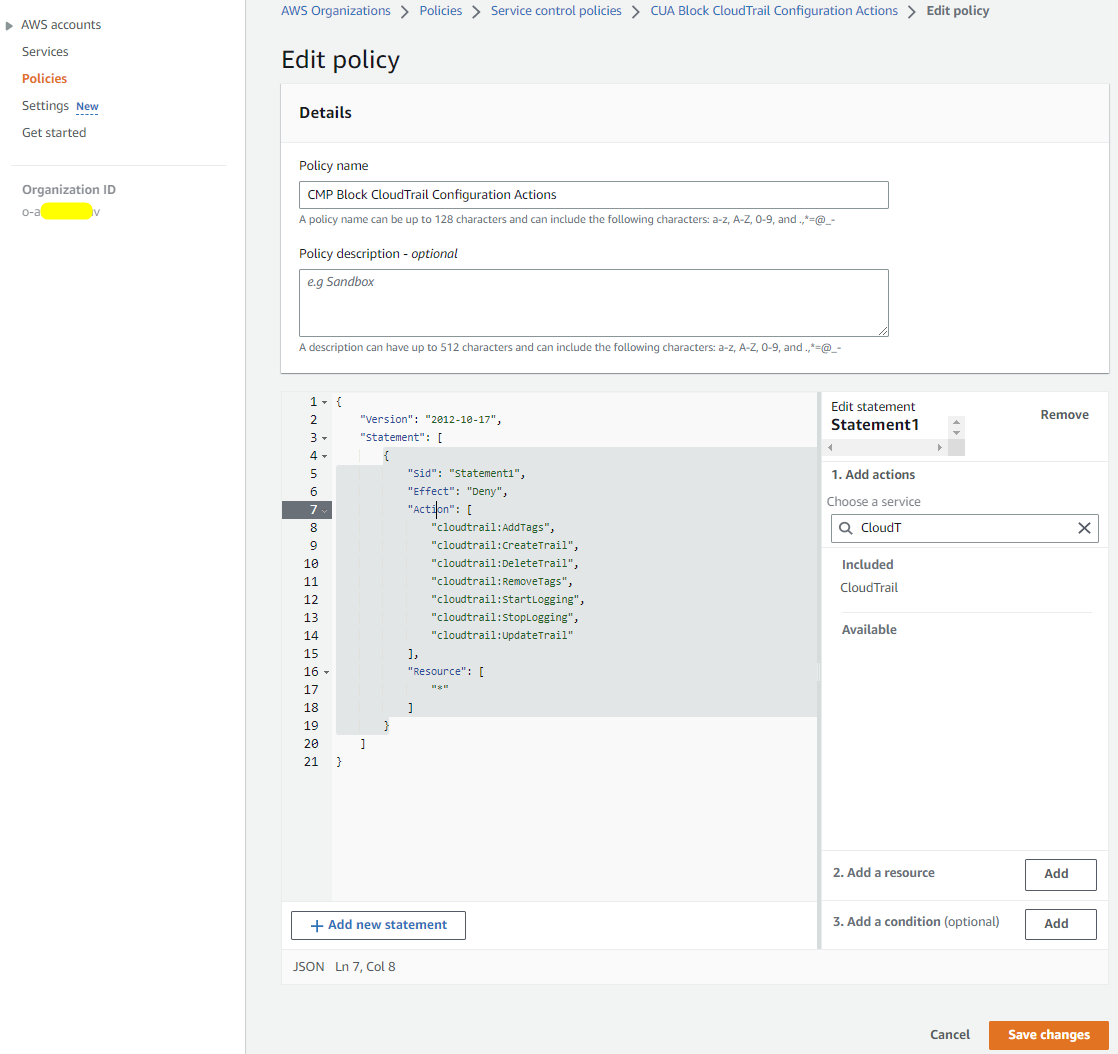 AWS accounts
Services
Policies
Settings New
Get started
Organization ID
o-a v
AWS Organizations > Policies > Service control policies > CUA Block CloudTrail Configuration Actions > Edit policy
Edit policy
Details
Policy name
CMP Block CloudTrail Configuration Actions
A policy name can be up to 128 characters and can include the following characters: a-z, A-Z, 0-9, and .,*=@_-
Policy description - optional
e.g Sandbox
A description can have up to 512 characters and can include the following characters: a-z, A-Z, 0-9, and .,*=@_-
1 {
2 "Version": "2012-10-17",
3 "Statement": [
4 {
5 "Sid": "Statement1",
6 "Effect": "Deny",
7 "Action": [
8 "cloudtrail:AddTags",
9 "cloudtrail:CreateTrail",
10 "cloudtrail:DeleteTrail",
11 "cloudtrail:RemoveTags",
12 "cloudtrail:StartLogging",
13 "cloudtrail:StopLogging",
14 "cloudtrail:UpdateTrail"
15 ],
16 "Resource": [
17 "*"
18 ]
19 }
20 ]
21 }
+ Add new statement
JSON Ln 7, Col 8
Edit statement
Statement1
Remove
1. Add actions
Choose a service
CloudT
Included
CloudTrail
Available
2. Add a resource
Add
3. Add a condition (optional)
Add
Cancel
Save changes